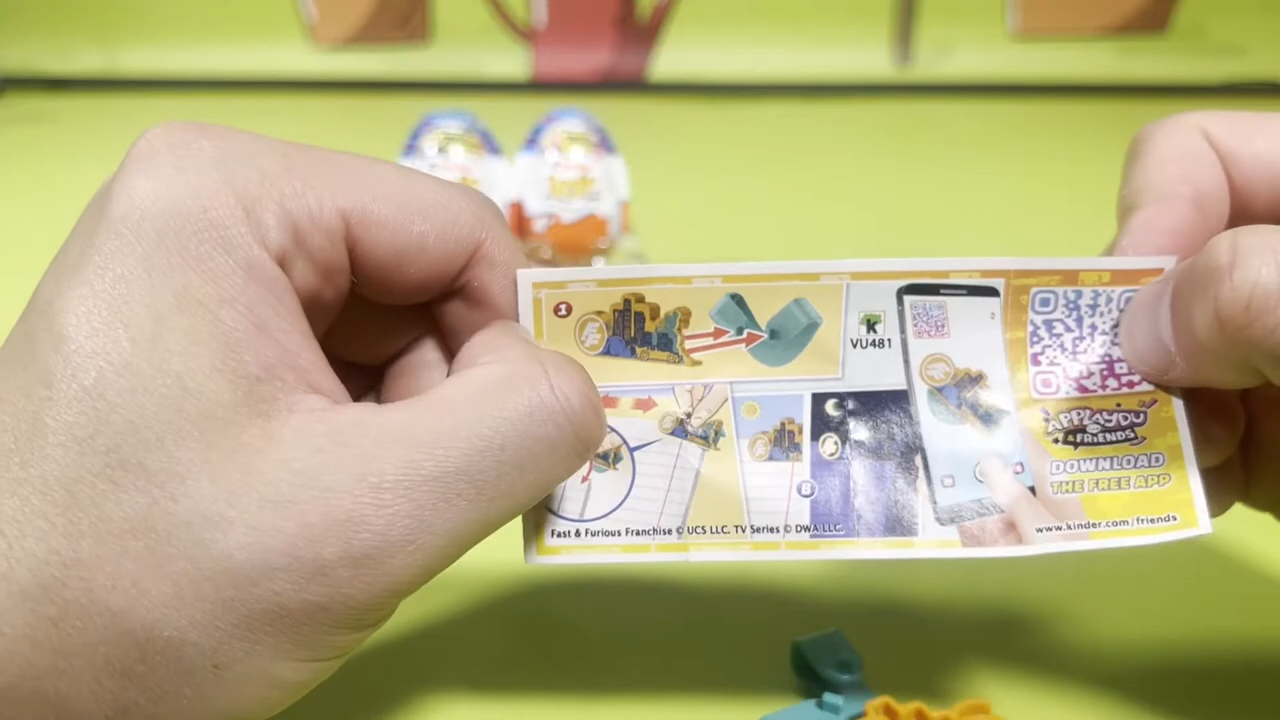 1
K
VU481
B
APPLAYDU
& FRIENDS
DOWNLOAD
THE FREE APP
Fast & Furious Franchise © UCS LLC. TV Series © DWA LLC.
www.kinder.com/friends